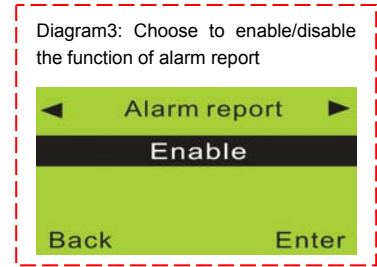 Diagram3: Choose to enable/disable
the function of alarm report
◄ Alarm report ►
Enable
Back Enter